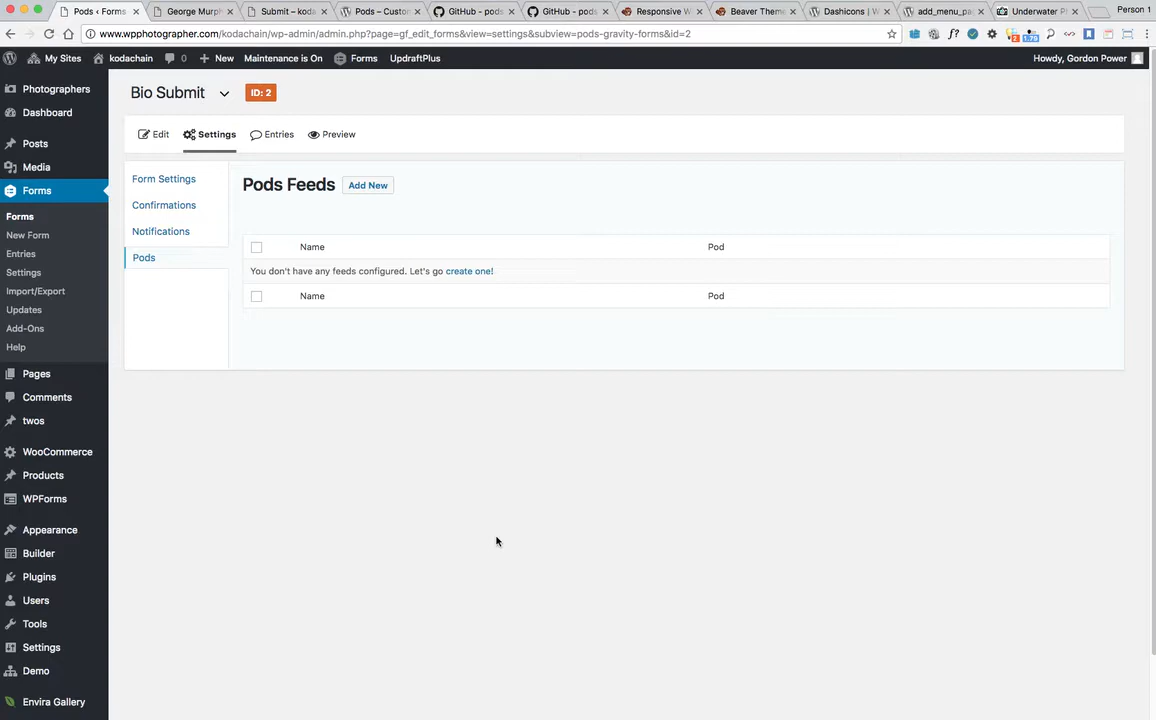 Pods ‹ Forms
George Murph
Submit – koda
Pods – Custo
GitHub - pods
GitHub - pods
Responsive W
Beaver Theme
Dashicons | W
add_menu_pa
Underwater P
Person 1
www.wpphotographer.com/kodachain/wp-admin/admin.php?page=gf_edit_forms&view=settings&subview=pods-gravity-forms&id=2
My Sites
kodachain
0
New
Maintenance is On
Forms
UpdraftPlus
Howdy, Gordon Power
Photographers
Dashboard
Posts
Media
Forms
Forms
New Form
Entries
Settings
Import/Export
Updates
Add-Ons
Help
Pages
Comments
twos
WooCommerce
Products
WPForms
Appearance
Builder
Plugins
Users
Tools
Settings
Demo
Envira Gallery
Bio Submit
ID: 2
Edit
Settings
Entries
Preview
Form Settings
Confirmations
Notifications
Pods
Pods Feeds
Add New
Name Pod
You don't have any feeds configured. Let's go create one!
Name Pod